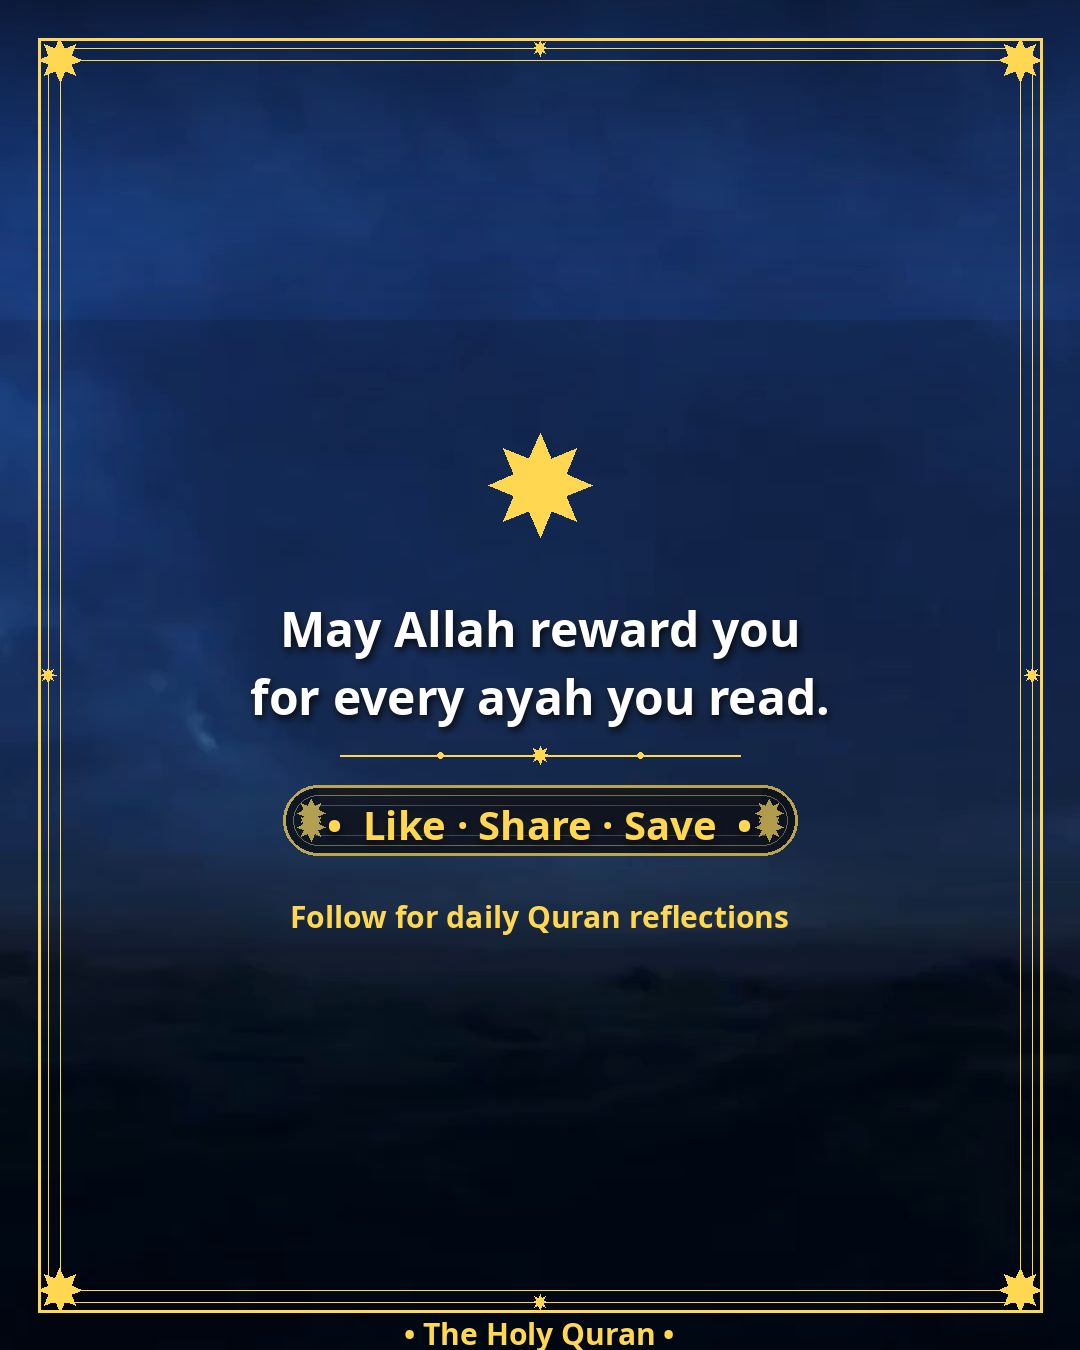 May Allah reward you
for every ayah you read.
• Like · Share · Save •
Follow for daily Quran reflections
• The Holy Quran •